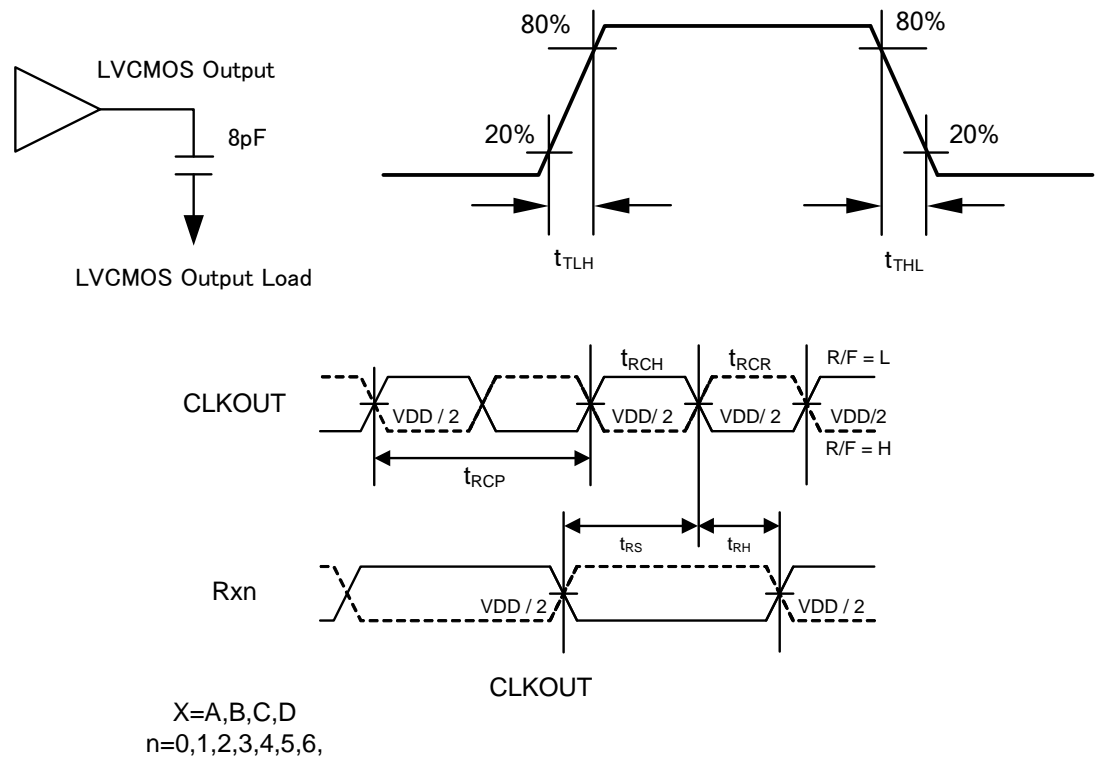 80%
80%
LVCMOS Output
8pF
20%
20%
tTLH
tTHL
LVCMOS Output Load
tRCH
tRCR
R/F = L
CLKOUT
VDD / 2
VDD/ 2
VDD/ 2
VDD/2
R/F = H
tRCP
tRS
tRH
Rxn
VDD / 2
VDD / 2
CLKOUT
X=A,B,C,D
n=0,1,2,3,4,5,6,